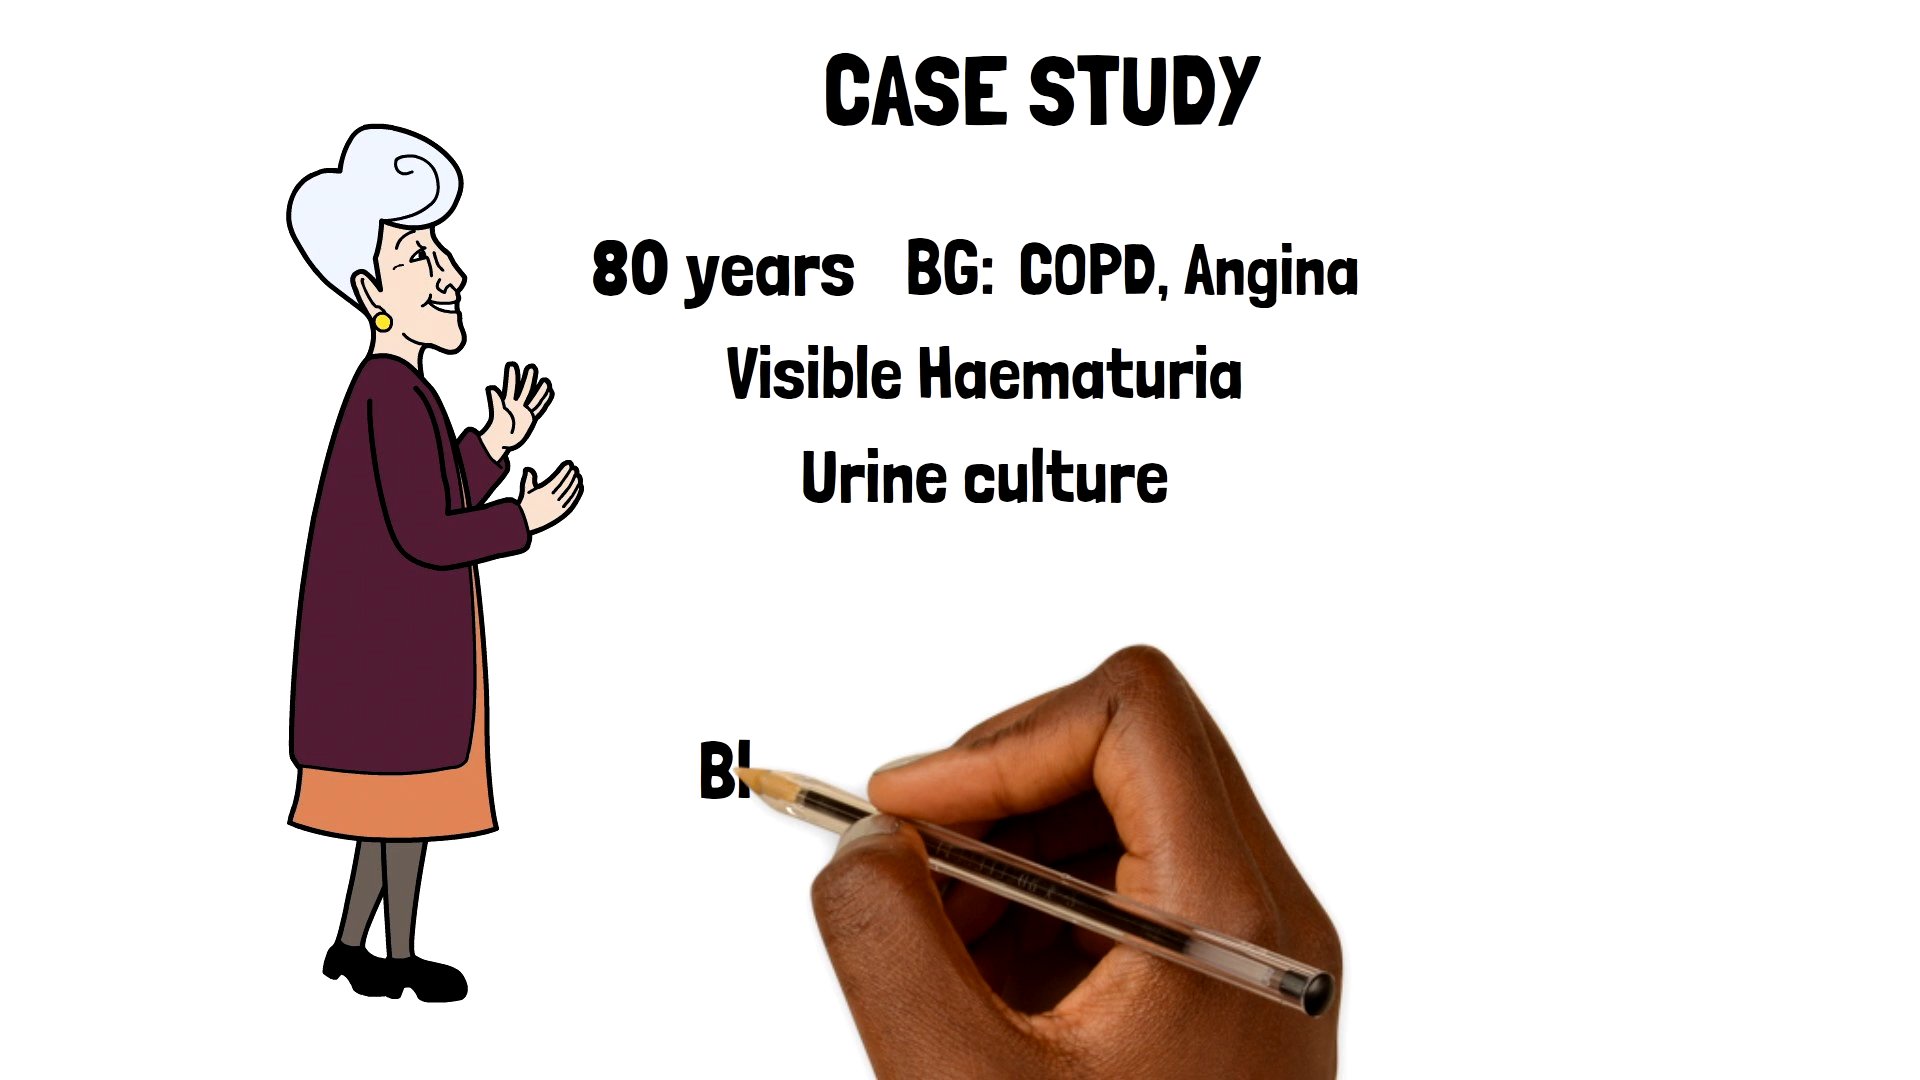 CASE STUDY
80 years BG: COPD, Angina
Visible Haematuria
Urine culture
Bl